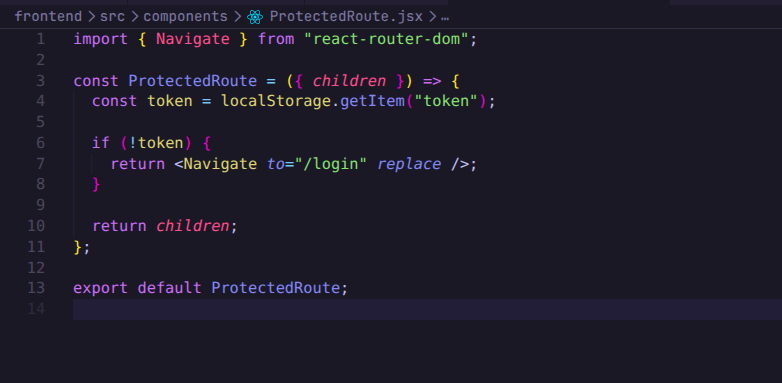 frontend > src > components > ProtectedRoute.jsx > ...
1 import { Navigate } from "react-router-dom";
2
3 const ProtectedRoute = ({ children }) => {
4   const token = localStorage.getItem("token");
5
6   if (!token) {
7     return <Navigate to="/login" replace />;
8   }
9
10   return children;
11 };
12
13 export default ProtectedRoute;
14